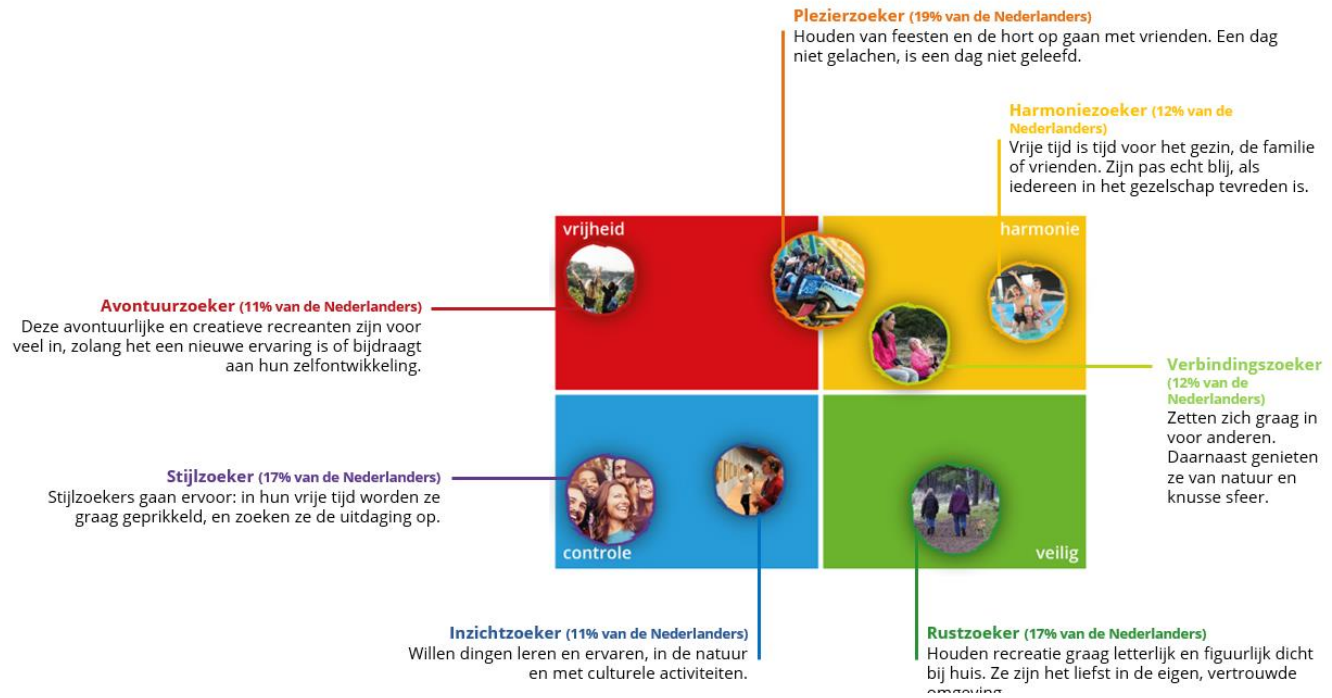 Plezierzoeker (19% van de Nederlanders)
Houden van feesten en de hort op gaan met vrienden. Een dag
niet gelachen, is een dag niet geleefd.
Harmoniezoeker (12% van de
Nederlanders)
Vrije tijd is tijd voor het gezin, de familie
of vrienden. Zijn pas echt blij, als
iedereen in het gezelschap tevreden is.
vrijheid
harmonie
Avontuurzoeker (11% van de Nederlanders)
Deze avontuurlijke en creatieve recreanten zijn voor
veel in, zolang het een nieuwe ervaring is of bijdraagt
aan hun zelfontwikkeling.
Verbindingszoeker
(12% van de
Nederlanders)
Zetten zich graag in
voor anderen.
Daarnaast genieten
ze van natuur en
knusse sfeer.
Stijlzoeker (17% van de Nederlanders)
Stijlzoekers gaan ervoor: in hun vrije tijd worden ze
graag geprikkeld, en zoeken ze de uitdaging op.
controle
veilig
Inzichtzoeker (11% van de Nederlanders)
Willen dingen leren en ervaren, in de natuur
en met culturele activiteiten.
Rustzoeker (17% van de Nederlanders)
Houden recreatie graag letterlijk en figuurlijk dicht
bij huis. Ze zijn het liefst in de eigen, vertrouwde
omgeving